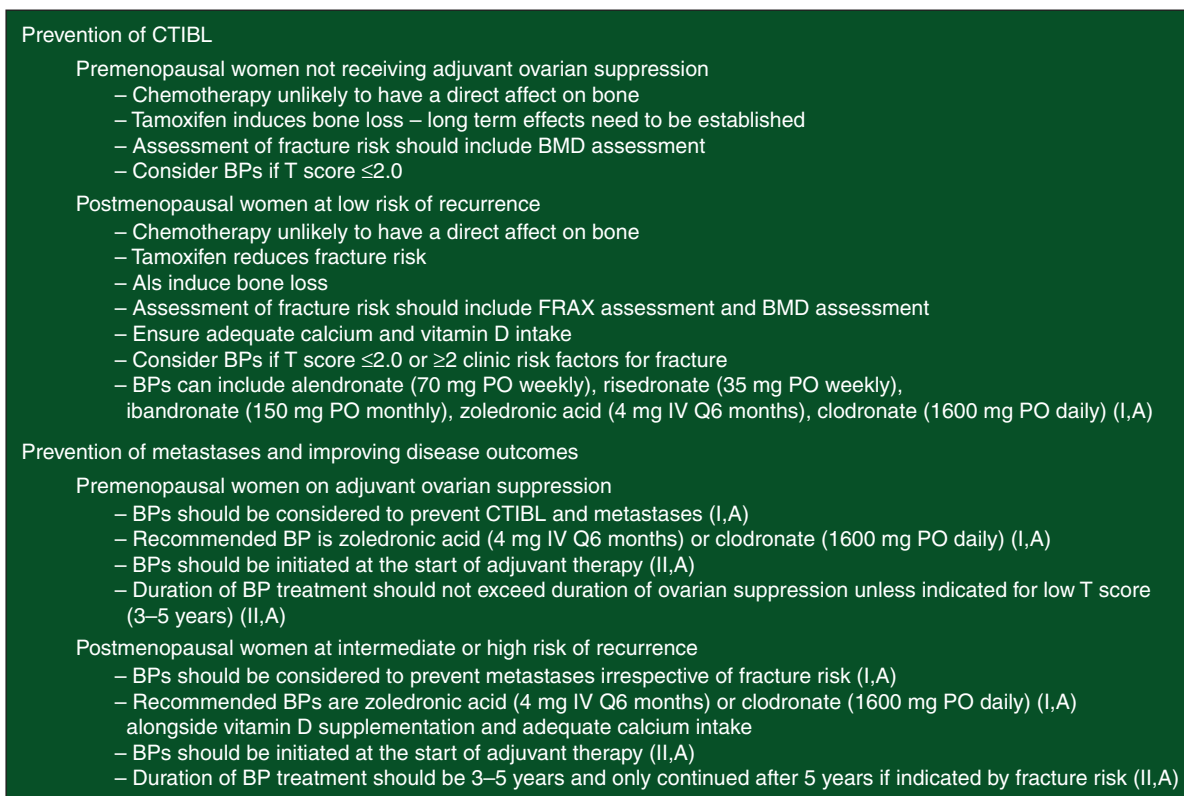 Prevention of CTIBL
Premenopausal women not receiving adjuvant ovarian suppression
– Chemotherapy unlikely to have a direct affect on bone
– Tamoxifen induces bone loss – long term effects need to be established
– Assessment of fracture risk should include BMD assessment
– Consider BPs if T score ≤2.0
Postmenopausal women at low risk of recurrence
– Chemotherapy unlikely to have a direct affect on bone
– Tamoxifen reduces fracture risk
– AIs induce bone loss
– Assessment of fracture risk should include FRAX assessment and BMD assessment
– Ensure adequate calcium and vitamin D intake
– Consider BPs if T score ≤2.0 or ≥2 clinic risk factors for fracture
– BPs can include alendronate (70 mg PO weekly), risedronate (35 mg PO weekly),
ibandronate (150 mg PO monthly), zoledronic acid (4 mg IV Q6 months), clodronate (1600 mg PO daily) (I,A)
Prevention of metastases and improving disease outcomes
Premenopausal women on adjuvant ovarian suppression
– BPs should be considered to prevent CTIBL and metastases (I,A)
– Recommended BP is zoledronic acid (4 mg IV Q6 months) or clodronate (1600 mg PO daily) (I,A)
– BPs should be initiated at the start of adjuvant therapy (II,A)
– Duration of BP treatment should not exceed duration of ovarian suppression unless indicated for low T score
(3–5 years) (II,A)
Postmenopausal women at intermediate or high risk of recurrence
– BPs should be considered to prevent metastases irrespective of fracture risk (I,A)
– Recommended BPs are zoledronic acid (4 mg IV Q6 months) or clodronate (1600 mg PO daily) (I,A)
alongside vitamin D supplementation and adequate calcium intake
– BPs should be initiated at the start of adjuvant therapy (II,A)
– Duration of BP treatment should be 3–5 years and only continued after 5 years if indicated by fracture risk (II,A)